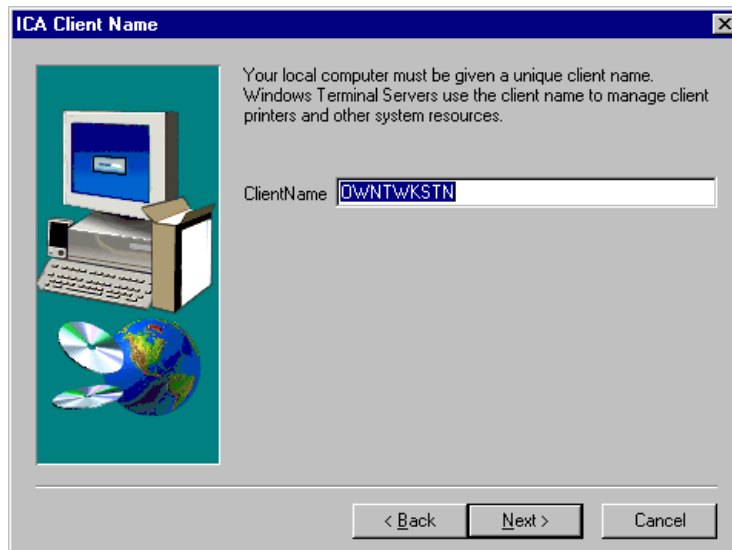 ICA Client Name
Your local computer must be given a unique client name.
Windows Terminal Servers use the client name to manage client
printers and other system resources.
ClientName OWNTWKSTN
< Back Next > Cancel